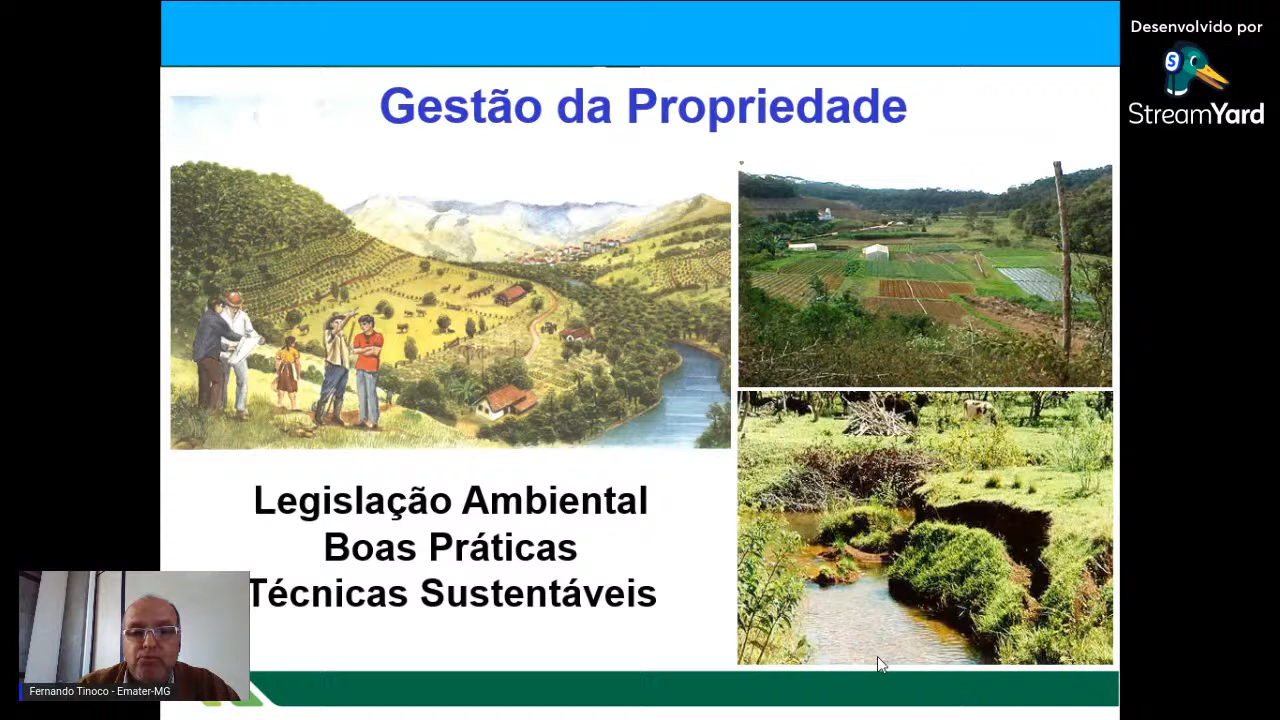 Desenvolvido por
StreamYard
Gestão da Propriedade
Legislação Ambiental
Boas Práticas
Técnicas Sustentáveis
Fernando Tinoco - Emater-MG